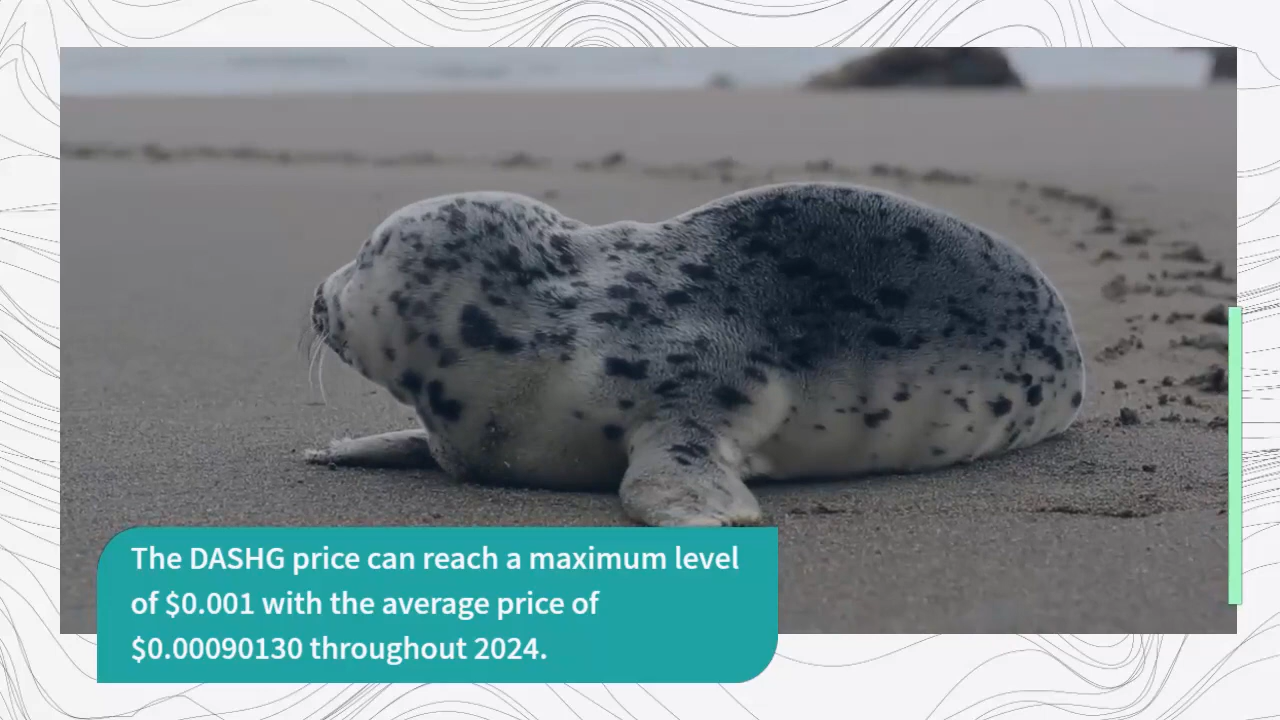 The DASHG price can reach a maximum level
of $0.001 with the average price of
$0.00090130 throughout 2024.